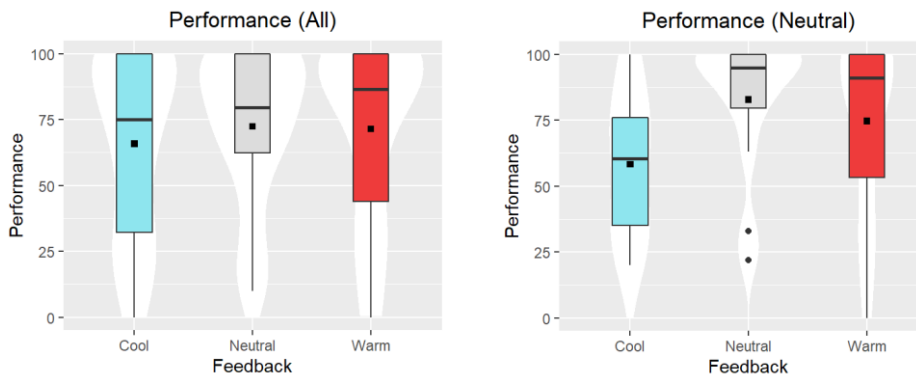 Performance (All)
Performance
100
75
50
25
0
Cool Neutral Warm
Feedback
Performance (Neutral)
Performance
100
75
50
25
0
Cool Neutral Warm
Feedback